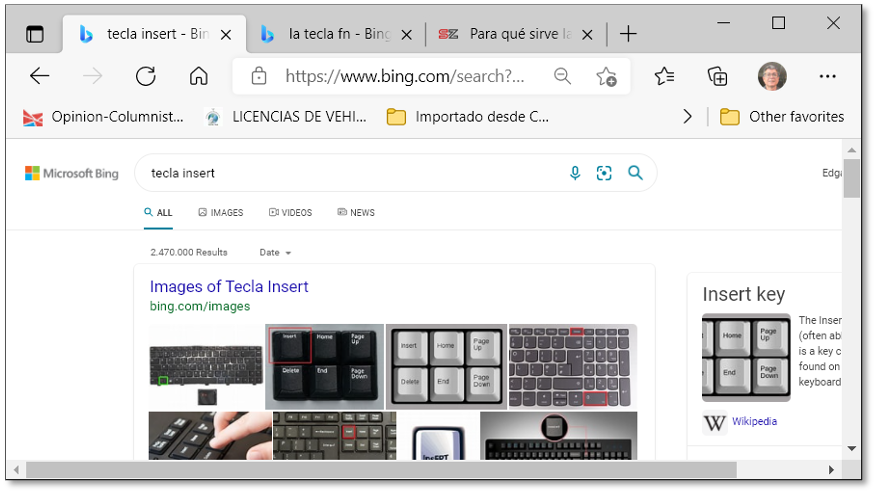 tecla insert - Bin
la tecla fn - Bing
SZ Para qué sirve la
https://www.bing.com/search?...
Opinion-Columnist...
LICENCIAS DE VEHI...
Importado desde C...
Other favorites
Microsoft Bing
tecla insert
Edga
ALL
IMAGES
VIDEOS
NEWS
2.470.000 Results
Date
Images of Tecla Insert
bing.com/images
Insert
Home
Page Up
Delete
End
Page Down
Insert
Home
Page Up
Delete
End
Page Down
InsERT
Insert key
Home
Page Up
End
Page Down
The Inser
(often ab
is a key c
found on
keyboard
W Wikipedia